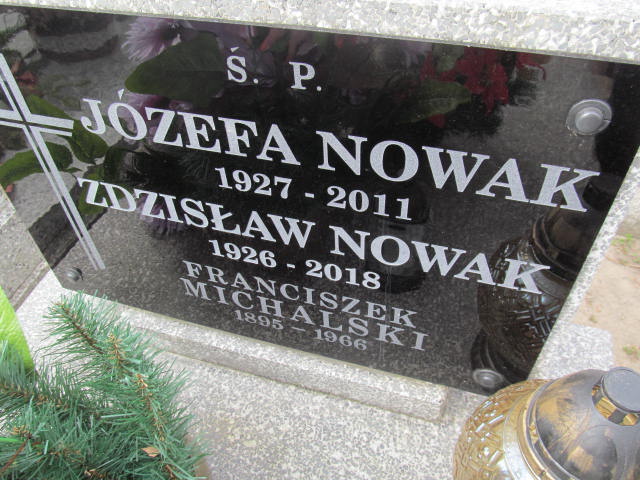 Ś. P.
JÓZEFA NOWAK
1927 - 2011
ZDZISŁAW NOWAK
1926 - 2018
FRANCISZEK
MICHALSKI
1895 - 1966